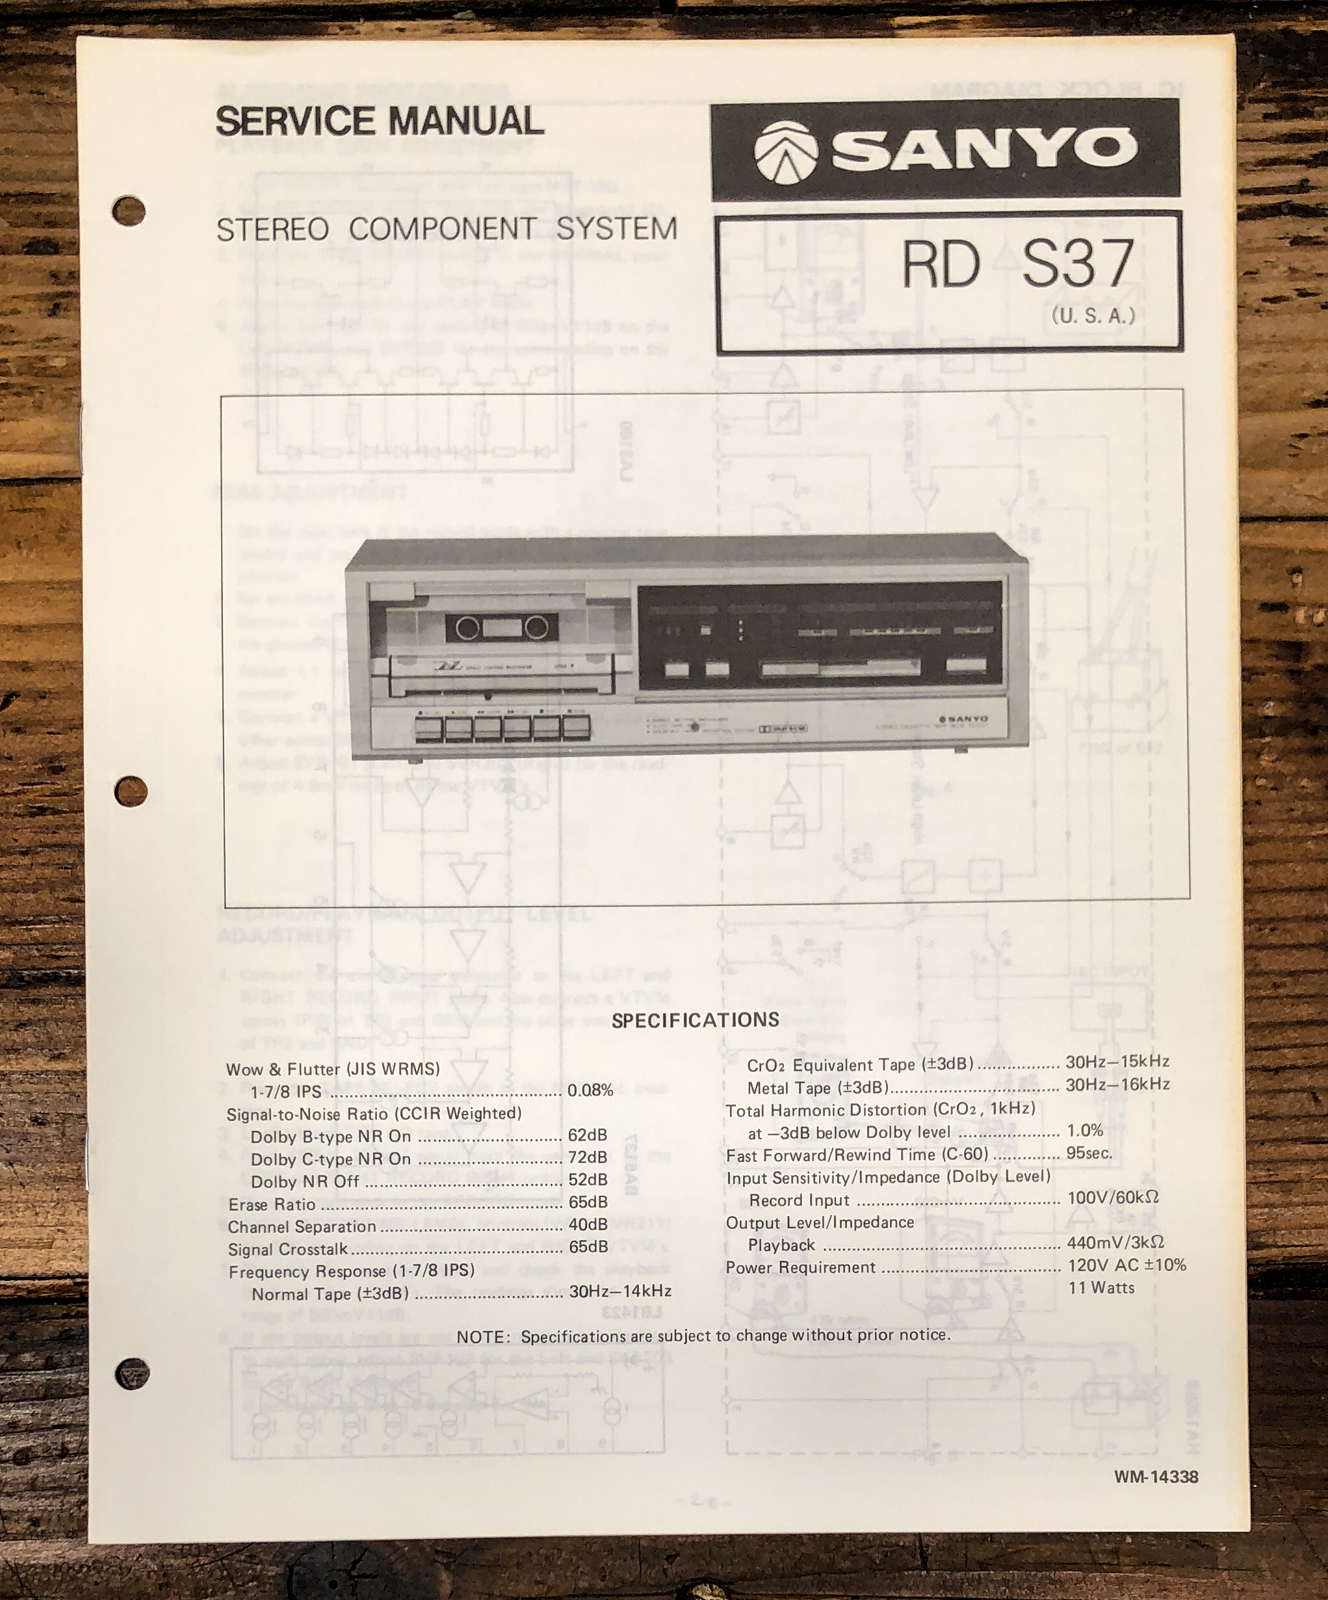 SERVICE MANUAL
SANYO
STEREO COMPONENT SYSTEM
RD S37
(U. S. A.)
SANYO
SPECIFICATIONS
Wow & Flutter (JIS WRMS)
1-7/8 IPS ................................ 0.08%
Signal-to-Noise Ratio (CCIR Weighted)
Dolby B-type NR On .................... 62dB
Dolby C-type NR On .................... 72dB
Dolby NR Off ........................... 52dB
Erase Ratio ................................. 65dB
Channel Separation ......................... 40dB
Signal Crosstalk ............................. 65dB
Frequency Response (1-7/8 IPS)
Normal Tape (±3dB) .................... 30Hz–14kHz
CrO2 Equivalent Tape (±3dB) ............... 30Hz–15kHz
Metal Tape (±3dB) ........................ 30Hz–16kHz
Total Harmonic Distortion (CrO2, 1kHz)
at –3dB below Dolby level .............. 1.0%
Fast Forward/Rewind Time (C-60) ............ 95sec.
Input Sensitivity/Impedance (Dolby Level)
Record Input ............................. 100V/60kΩ
Output Level/Impedance
Playback ................................. 440mV/3kΩ
Power Requirement ......................... 120V AC ±10%
11 Watts
NOTE: Specifications are subject to change without prior notice.
WM-14338